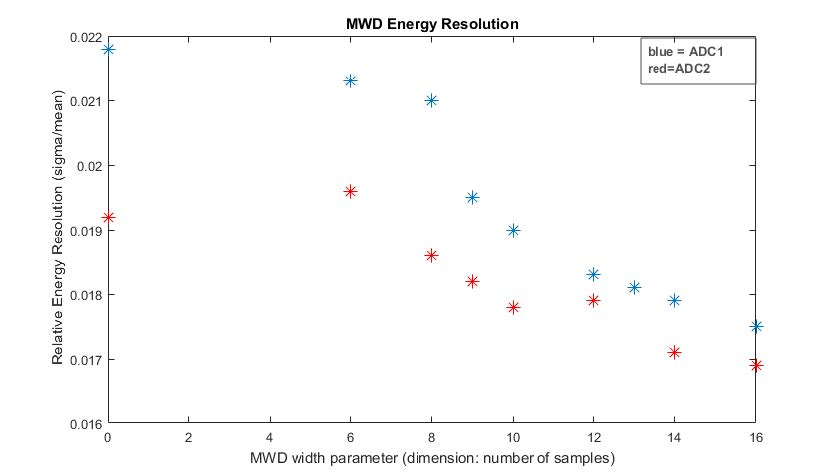 MWD Energy Resolution
blue = ADC1
red=ADC2
Relative Energy Resolution (sigma/mean)
0.022
0.021
0.02
0.019
0.018
0.017
0.016
0 2 4 6 8 10 12 14 16
MWD width parameter (dimension: number of samples)